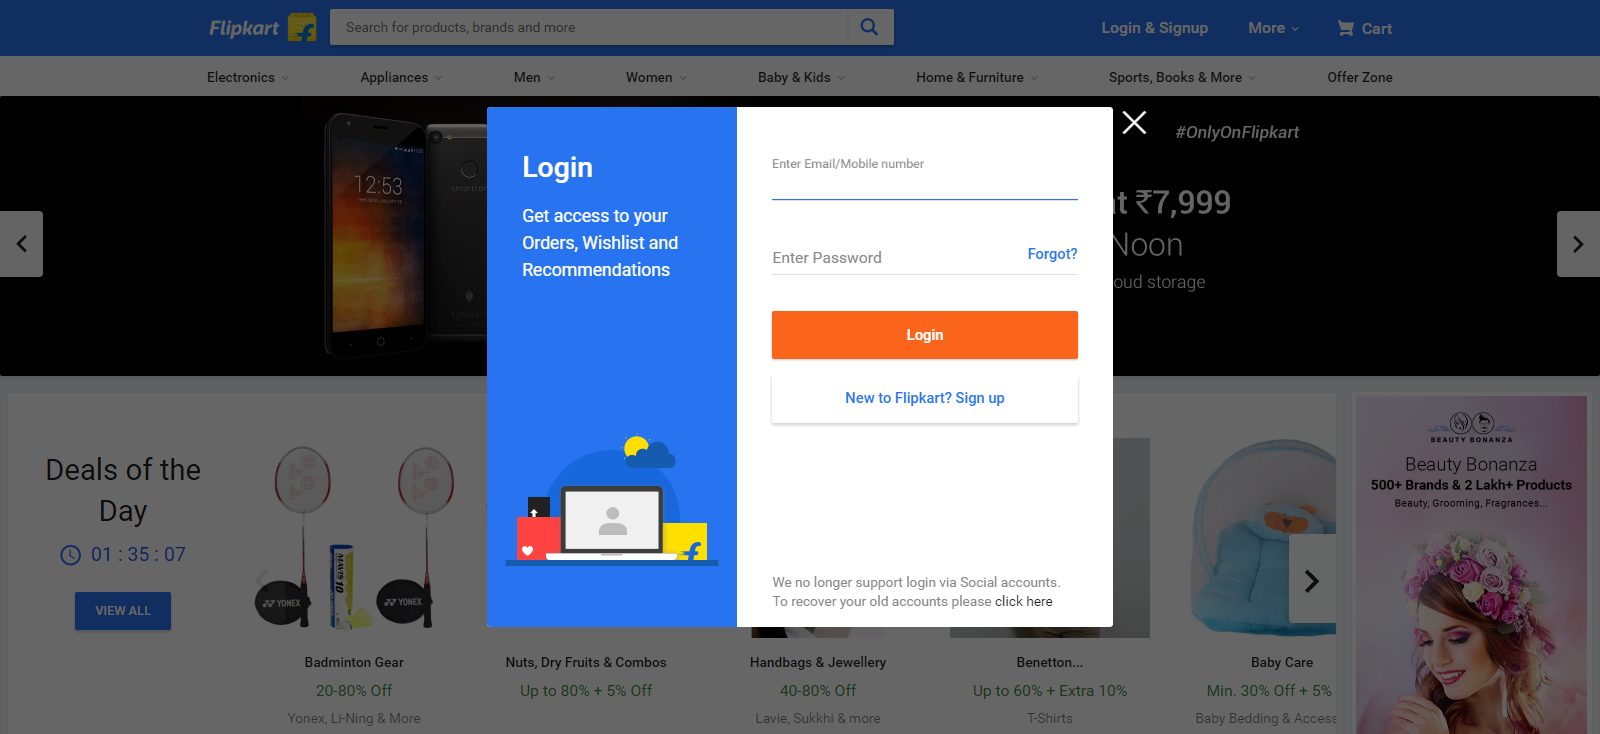 Flipkart
Search for products, brands and more
Login & Signup
More
Cart
Electronics
Appliances
Men
Women
Baby & Kids
Home & Furniture
Sports, Books & More
Offer Zone
#OnlyOnFlipkart
12:53
smartron
t.phone
₹7,999
Noon
oud storage
Login
Get access to your
Orders, Wishlist and
Recommendations
Enter Email/Mobile number
Enter Password
Forgot?
Login
New to Flipkart? Sign up
We no longer support login via Social accounts.
To recover your old accounts please click here
Deals of the
Day
01 : 35 : 07
VIEW ALL
YONEX
MAVIS 10
YONEX
Badminton Gear
20-80% Off
Yonex, Li-Ning & More
Nuts, Dry Fruits & Combos
Up to 80% + 5% Off
Handbags & Jewellery
40-80% Off
Lavie, Sukkhi & more
Benetton...
Up to 60% + Extra 10%
T-Shirts
Baby Care
Min. 30% Off + 5%
Baby Bedding & Access
BEAUTY BONANZA
Beauty Bonanza
500+ Brands & 2 Lakh+ Products
Beauty, Grooming, Fragrances...